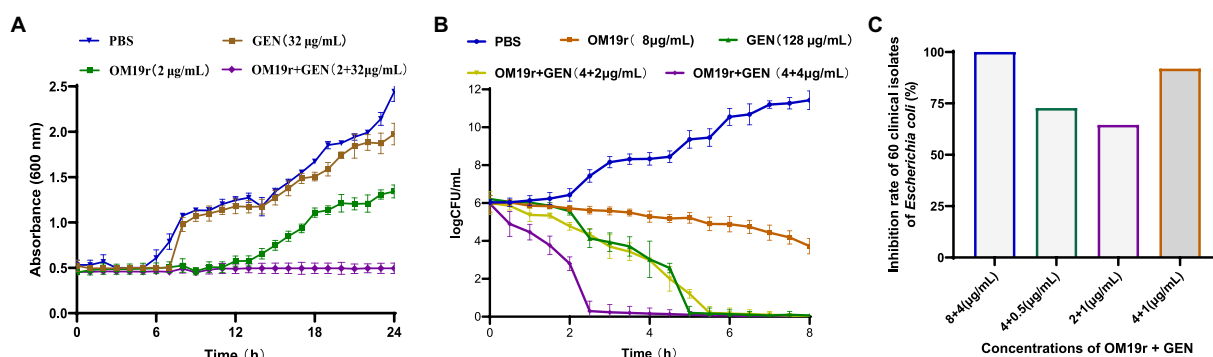 A
PBS
GEN(32 μg/mL)
OM19r(2 μg/mL)
OM19r+GEN(2+32μg/mL)
Absorbance (600 nm)
2.5
2.0
1.5
1.0
0.5
0.0
0
6
12
18
24
Time (h)
B
PBS
OM19r( 8μg/mL)
GEN(128 μg/mL)
OM19r+GEN(4+2μg/mL)
OM19r+GEN (4+4μg/mL)
logCFU/mL
12
10
8
6
4
2
0
0
2
4
6
8
Time (h)
C
Inhibition rate of 60 clinical isolates
of Escherichia coli (%)
100
75
50
25
0
8+4(μg/mL)
4+0.5(μg/mL)
2+1(μg/mL)
4+1(μg/mL)
Concentrations of OM19r + GEN